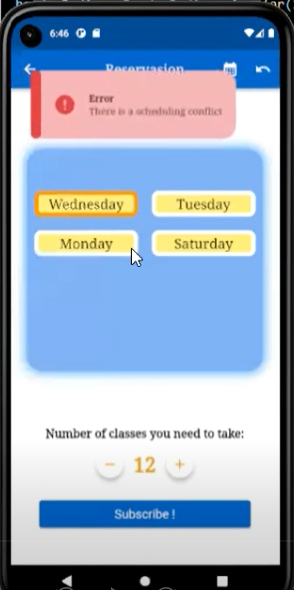 6:46
Reservasion
Error
There is a scheduling conflict
Wednesday
Tuesday
Monday
Saturday
Number of classes you need to take:
− 12 +
Subscribe !